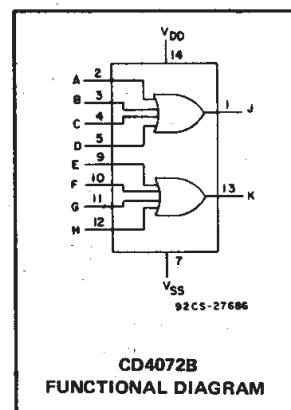 VDD
14
A 2
B 3
C 4
D 5
1 J
E 9
F 10
G 11
H 12
13 K
7
VSS
92CS-27686
CD4072B
FUNCTIONAL DIAGRAM